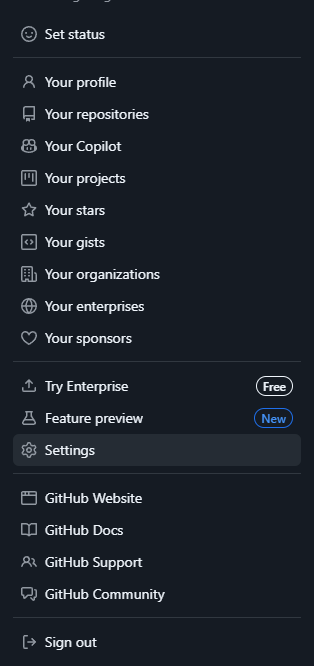 Set status
Your profile
Your repositories
Your Copilot
Your projects
Your stars
Your gists
Your organizations
Your enterprises
Your sponsors
Try Enterprise Free
Feature preview New
Settings
GitHub Website
GitHub Docs
GitHub Support
GitHub Community
Sign out